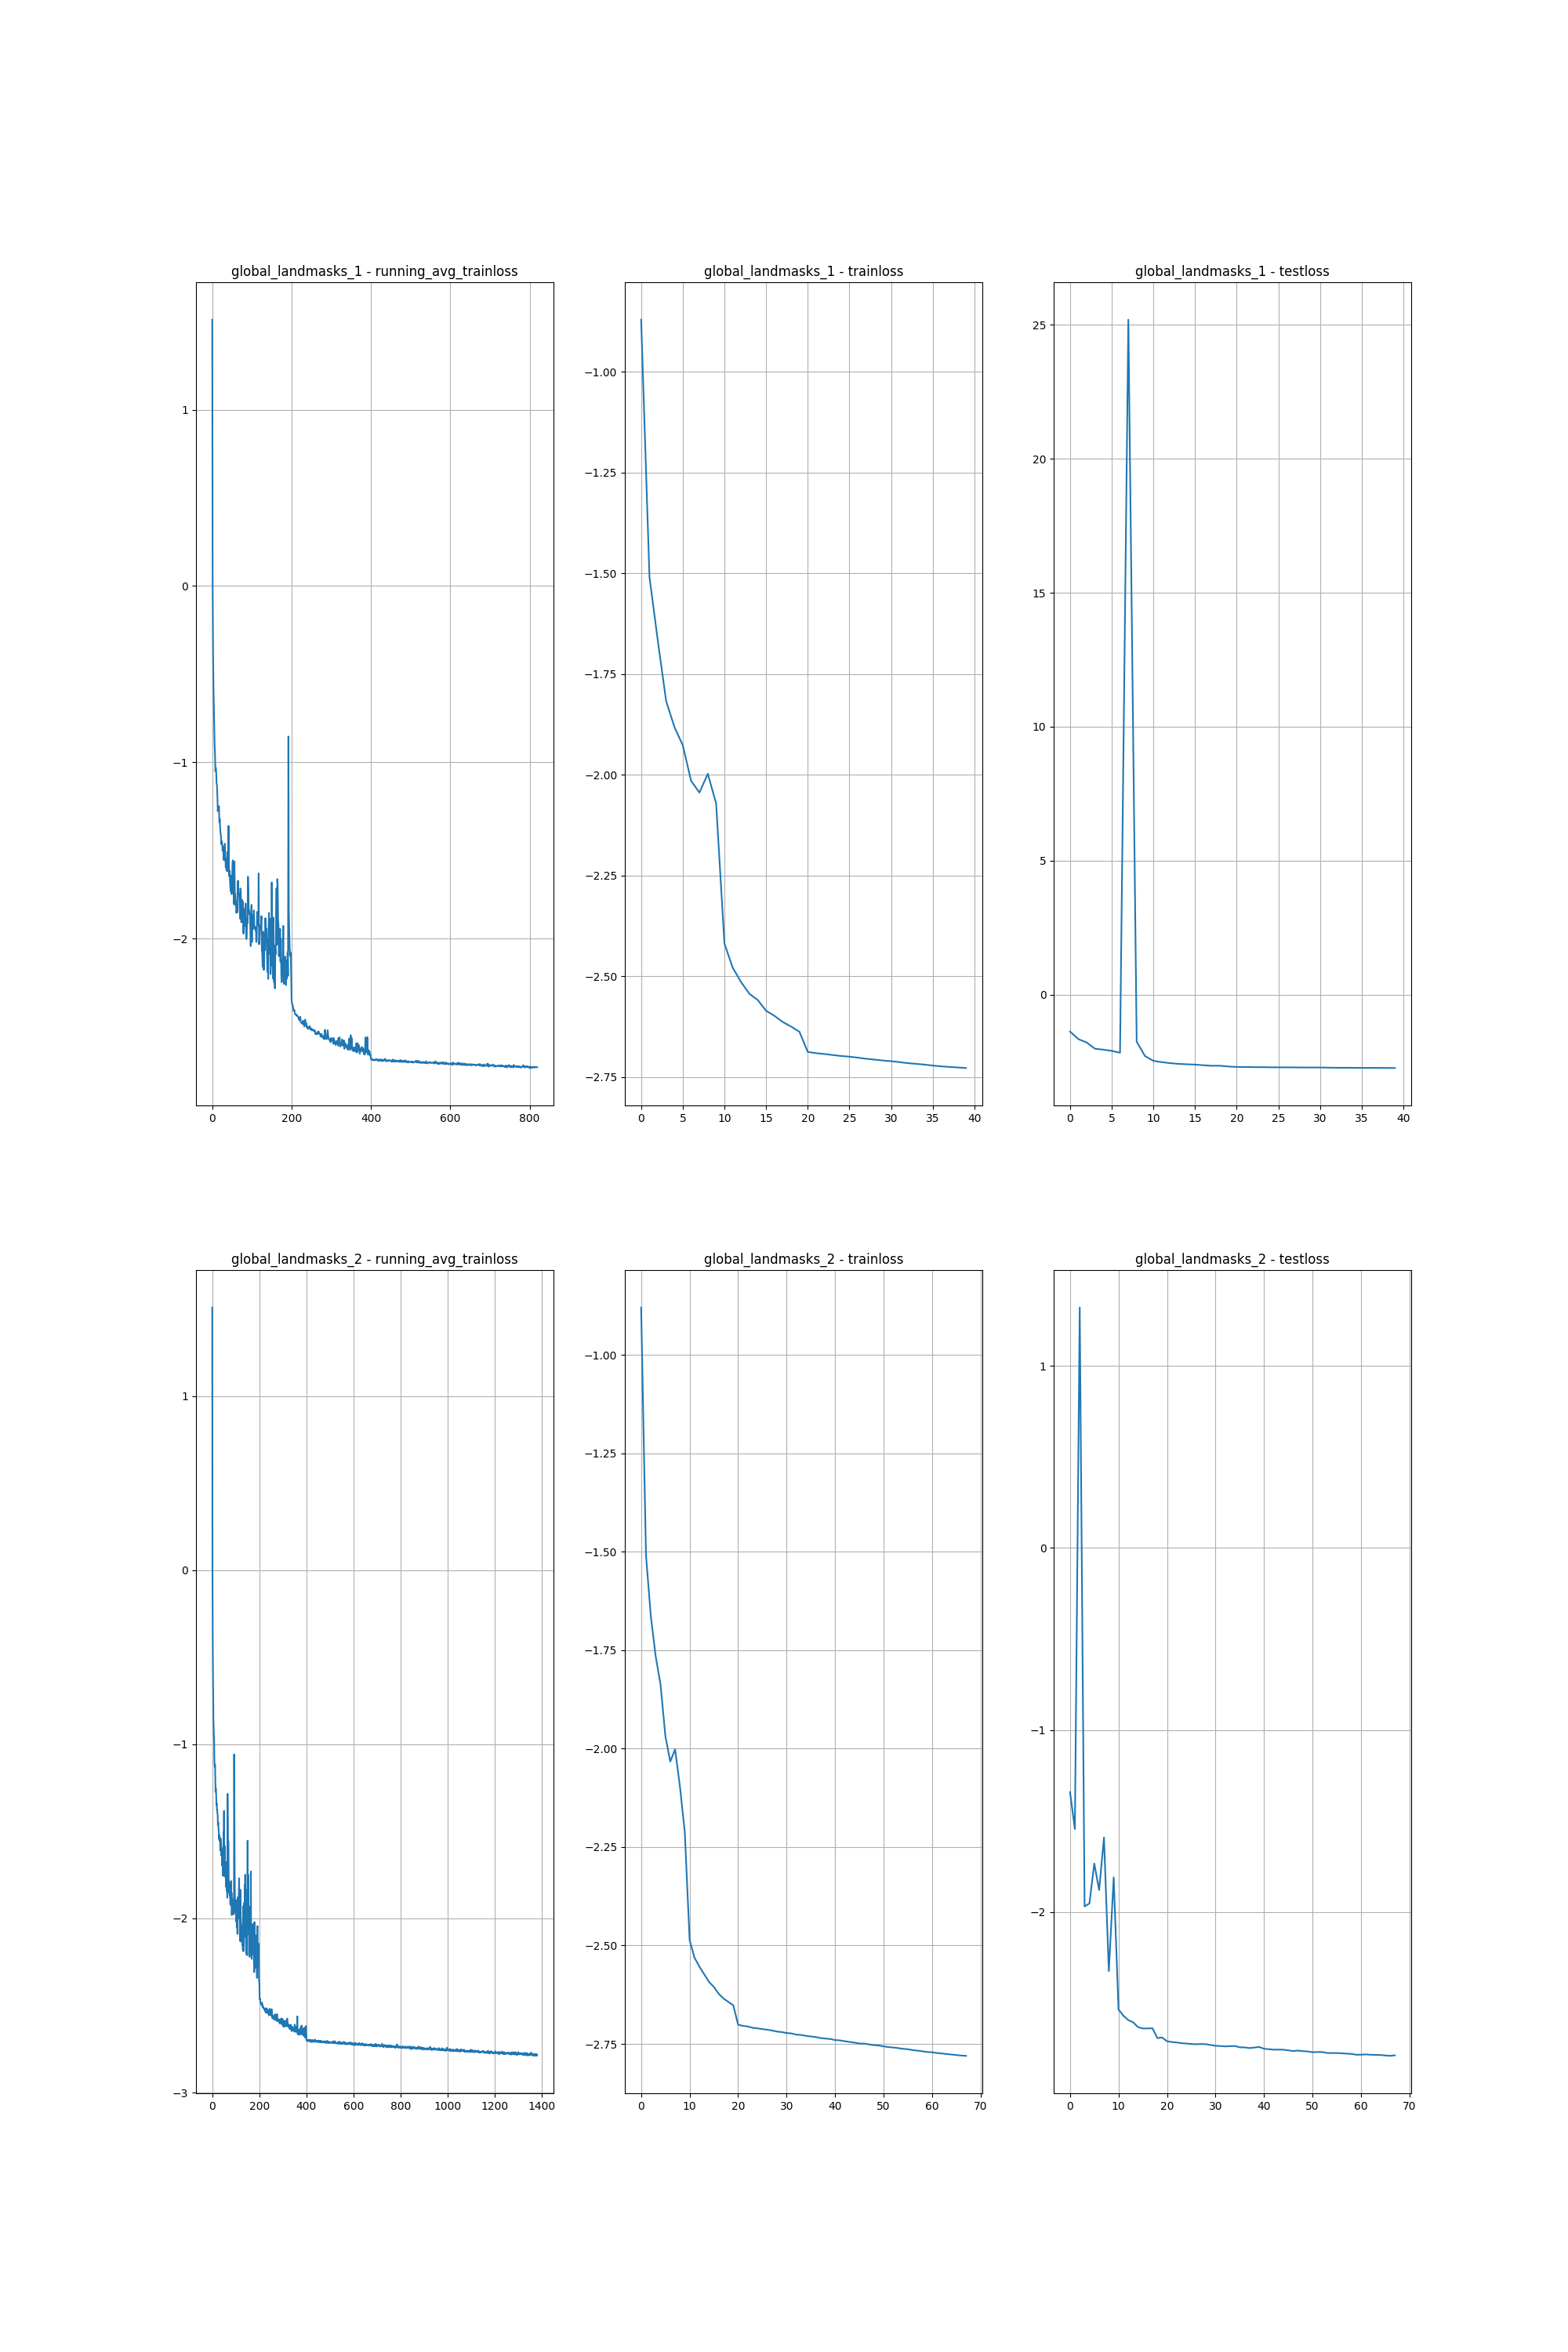 global_landmasks_1 - running_avg_trainloss
1
0
−1
−2
0 200 400 600 800
global_landmasks_1 - trainloss
−1.00
−1.25
−1.50
−1.75
−2.00
−2.25
−2.50
−2.75
0 5 10 15 20 25 30 35 40
global_landmasks_1 - testloss
25
20
15
10
5
0
0 5 10 15 20 25 30 35 40
global_landmasks_2 - running_avg_trainloss
1
0
−1
−2
−3
0 200 400 600 800 1000 1200 1400
global_landmasks_2 - trainloss
−1.00
−1.25
−1.50
−1.75
−2.00
−2.25
−2.50
−2.75
0 10 20 30 40 50 60 70
global_landmasks_2 - testloss
1
0
−1
−2
0 10 20 30 40 50 60 70